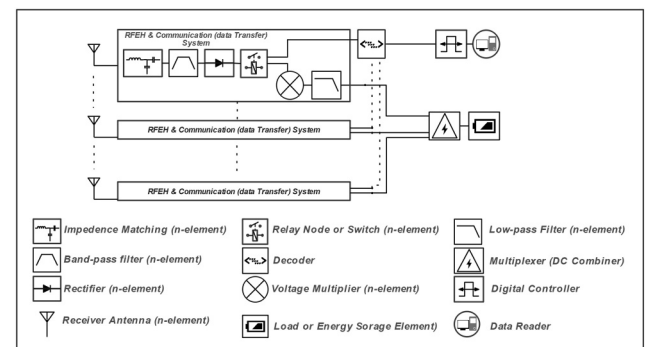 RFEH & Communication (data Transfer)
System
RFEH & Communication (data Transfer) System
RFEH & Communication (data Transfer) System
Impedence Matching (n-element)
Relay Node or Switch (n-element)
Low-pass Filter (n-element)
Band-pass filter (n-element)
Decoder
Multiplexer (DC Combiner)
Rectifier (n-element)
Voltage Multiplier (n-element)
Digital Controller
Receiver Antenna (n-element)
Load or Energy Sorage Element)
Data Reader